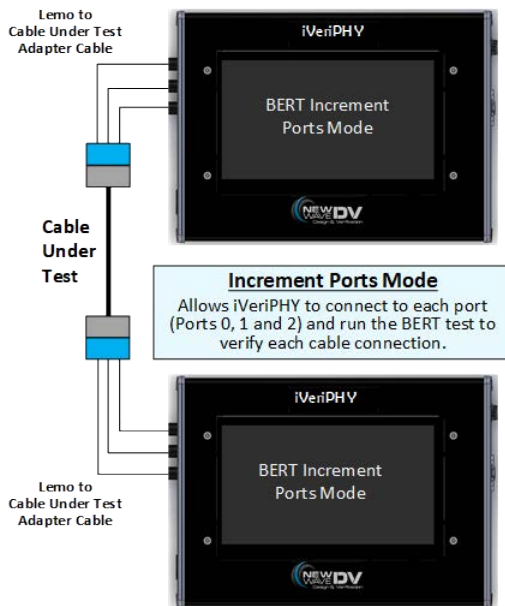 Lemo to
Cable Under Test
Adapter Cable
iVeriPHY
BERT Increment
Ports Mode
NEW WAVE DV
Design & Verification
Cable
Under
Test
Increment Ports Mode
Allows iVeriPHY to connect to each port
(Ports 0, 1 and 2) and run the BERT test to
verify each cable connection.
iVeriPHY
BERT Increment
Ports Mode
Lemo to
Cable Under Test
Adapter Cable
NEW WAVE DV
Design & Verification